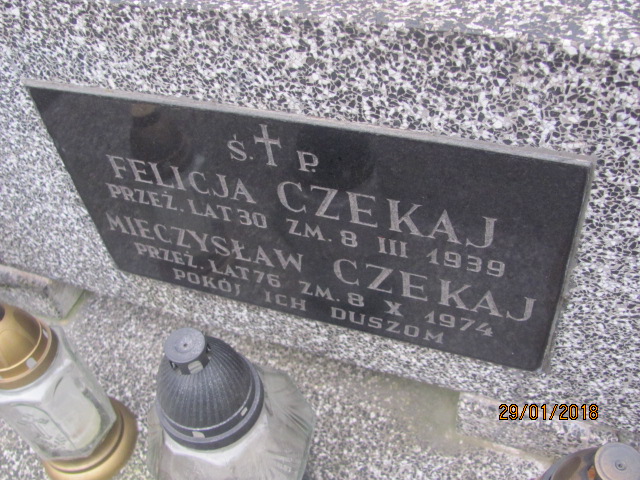 Ś. P.
FELICJA CZEKAJ
PRZEŻ. LAT 30 ZM. 8 III 1939
MIECZYSŁAW CZEKAJ
PRZEŻ. LAT 76 ZM. 8 X 1974
POKÓJ ICH DUSZOM
29/01/2018